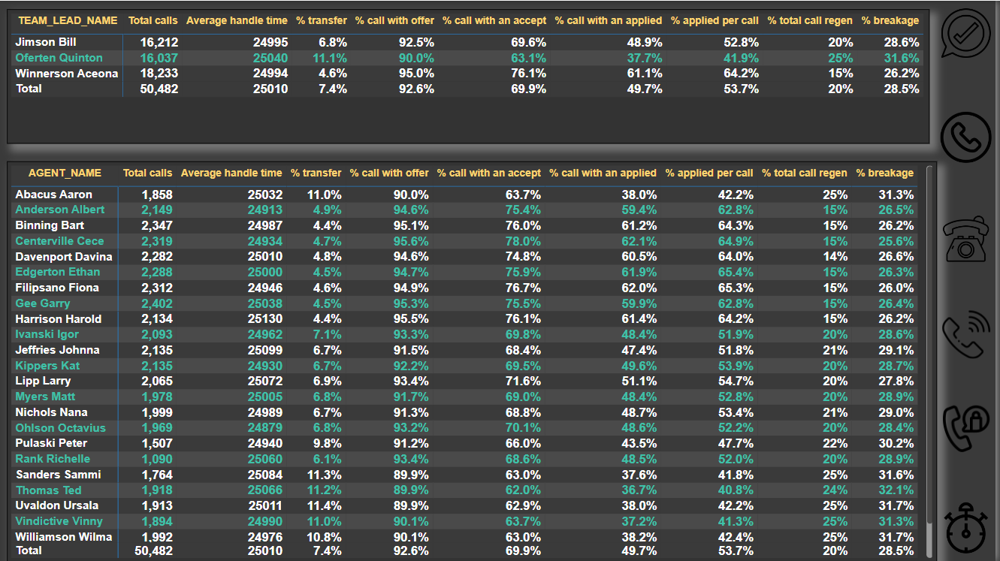 TEAM_LEAD_NAME Total calls Average handle time % transfer % call with offer % call with an accept % call with an applied % applied per call % total call regen % breakage
Jimson Bill 16,212 24995 6.8% 92.5% 69.6% 48.9% 52.8% 20% 28.6%
Oferten Quinton 16,037 25040 11.1% 90.0% 63.1% 37.7% 41.9% 25% 31.6%
Winnerson Aceona 18,233 24994 4.6% 95.0% 76.1% 61.1% 64.2% 15% 26.2%
Total 50,482 25010 7.4% 92.6% 69.9% 49.7% 53.7% 20% 28.5%
AGENT_NAME Total calls Average handle time % transfer % call with offer % call with an accept % call with an applied % applied per call % total call regen % breakage
Abacus Aaron 1,858 25032 11.0% 90.0% 63.7% 38.0% 42.2% 25% 31.3%
Anderson Albert 2,149 24913 4.9% 94.6% 75.4% 59.4% 62.8% 15% 26.5%
Binning Bart 2,347 24987 4.4% 95.1% 76.0% 61.2% 64.3% 15% 26.2%
Centerville Cece 2,319 24934 4.7% 95.6% 78.0% 62.1% 64.9% 15% 25.6%
Davenport Davina 2,282 25010 4.8% 94.6% 74.8% 60.5% 64.0% 14% 26.6%
Edgerton Ethan 2,288 25000 4.5% 94.7% 75.9% 61.9% 65.4% 15% 26.3%
Filipsano Fiona 2,312 24946 4.6% 94.9% 76.7% 62.0% 65.3% 15% 26.0%
Gee Garry 2,402 25038 4.5% 95.3% 75.5% 59.9% 62.8% 15% 26.4%
Harrison Harold 2,134 25130 4.4% 95.5% 76.1% 61.4% 64.2% 15% 26.2%
Ivanski Igor 2,093 24962 7.1% 93.3% 69.8% 48.4% 51.9% 20% 28.6%
Jeffries Johnna 2,135 25099 6.7% 91.5% 68.4% 47.4% 51.8% 21% 29.1%
Kippers Kat 2,135 24930 6.7% 92.2% 69.5% 49.6% 53.9% 20% 28.7%
Lipp Larry 2,065 25072 6.9% 93.4% 71.6% 51.1% 54.7% 20% 27.8%
Myers Matt 1,978 25005 6.8% 91.7% 69.0% 48.4% 52.8% 20% 28.9%
Nichols Nana 1,999 24989 6.7% 91.3% 68.8% 48.7% 53.4% 21% 29.0%
Ohlson Octavius 1,969 24879 6.8% 93.2% 70.1% 48.6% 52.2% 20% 28.4%
Pulaski Peter 1,507 24940 9.8% 91.2% 66.0% 43.5% 47.7% 22% 30.2%
Rank Richelle 1,090 25060 6.1% 93.4% 68.6% 48.5% 52.0% 20% 28.9%
Sanders Sammi 1,764 25084 11.3% 89.9% 63.0% 37.6% 41.8% 25% 31.6%
Thomas Ted 1,918 25066 11.2% 89.9% 62.0% 36.7% 40.8% 24% 32.1%
Uvaldon Ursala 1,913 25011 11.4% 89.9% 62.9% 38.0% 42.2% 25% 31.7%
Vindictive Vinny 1,894 24990 11.0% 90.1% 63.7% 37.2% 41.3% 25% 31.3%
Williamson Wilma 1,992 24976 10.8% 90.1% 63.0% 38.2% 42.4% 25% 31.7%
Total 50,482 25010 7.4% 92.6% 69.9% 49.7% 53.7% 20% 28.5%